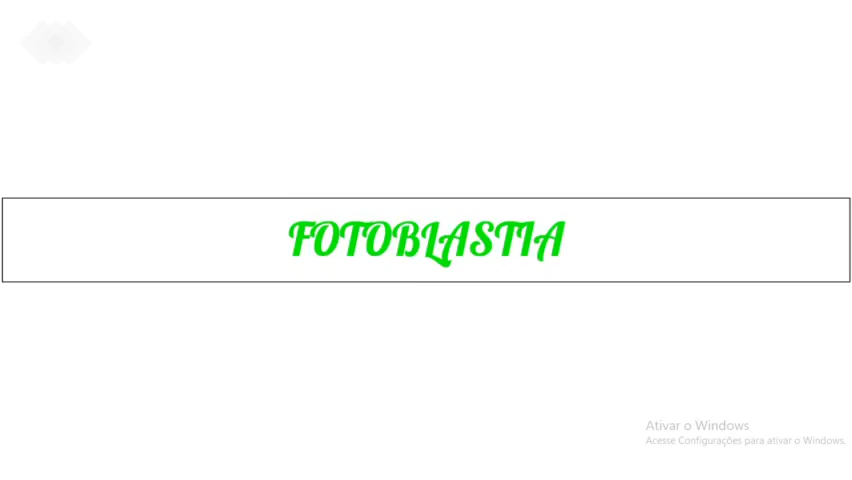 FOTOBLASTIA
Ativar o Windows
Acesse Configurações para ativar o Windows.